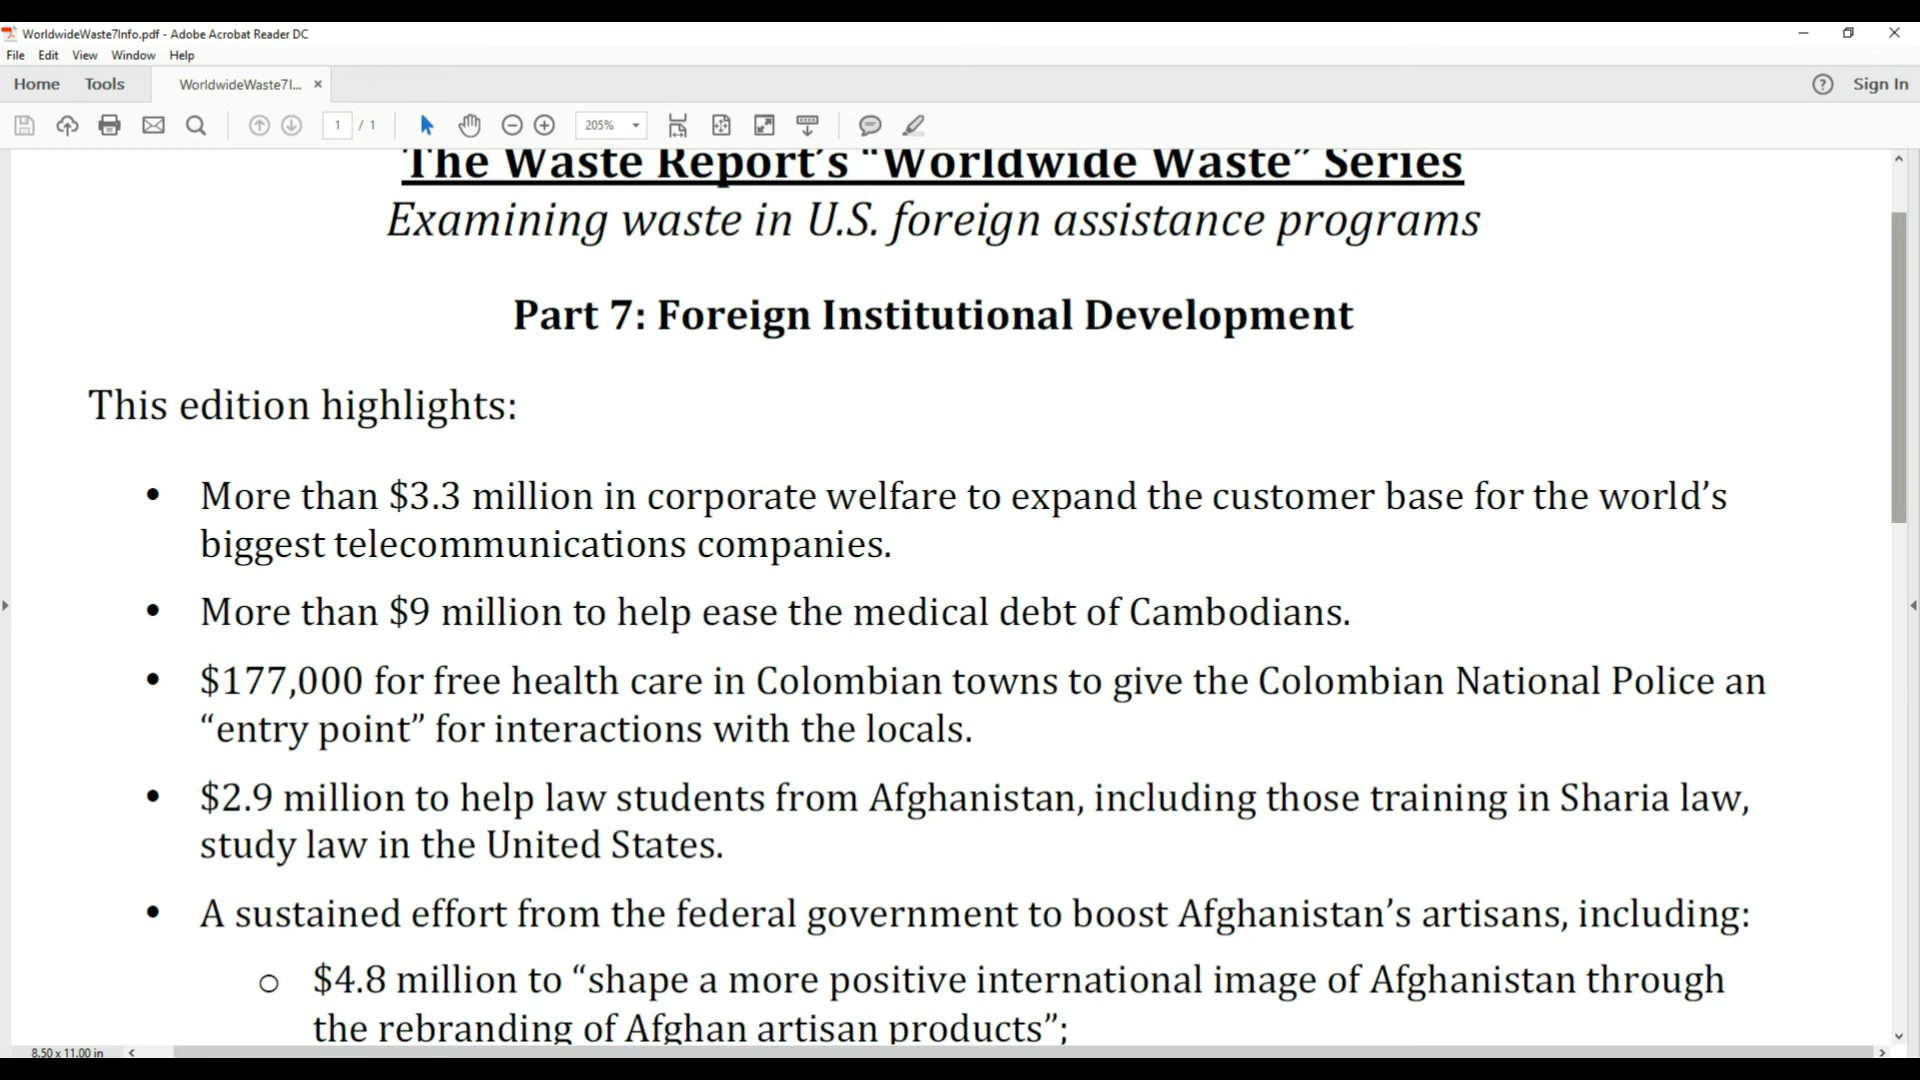 WorldwideWaste7Info.pdf - Adobe Acrobat Reader DC
File Edit View Window Help
Home Tools WorldwideWaste7I... × Sign In
1 / 1 205%
The Waste Report's “Worldwide Waste” Series
Examining waste in U.S. foreign assistance programs
Part 7: Foreign Institutional Development
This edition highlights:
• More than $3.3 million in corporate welfare to expand the customer base for the world’s
biggest telecommunications companies.
• More than $9 million to help ease the medical debt of Cambodians.
• $177,000 for free health care in Colombian towns to give the Colombian National Police an
“entry point” for interactions with the locals.
• $2.9 million to help law students from Afghanistan, including those training in Sharia law,
study law in the United States.
• A sustained effort from the federal government to boost Afghanistan’s artisans, including:
o $4.8 million to “shape a more positive international image of Afghanistan through
the rebranding of Afghan artisan products”;
8.50 x 11.00 in